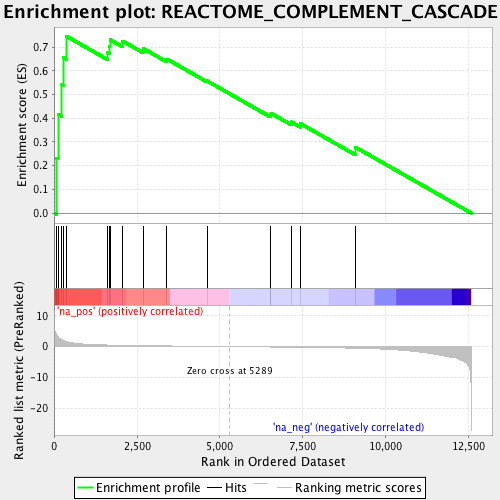 Enrichment plot: REACTOME_COMPLEMENT_CASCADE
Enrichment score (ES)
0.7
0.6
0.5
0.4
0.3
0.2
0.1
0.0
'na_pos' (positively correlated)
Ranked list metric (PreRanked)
10
0
-10
-20
Zero cross at 5289
'na_neg' (negatively correlated)
0
2,500
5,000
7,500
10,000
12,500
Rank in Ordered Dataset
Enrichment profile
Hits
Ranking metric scores